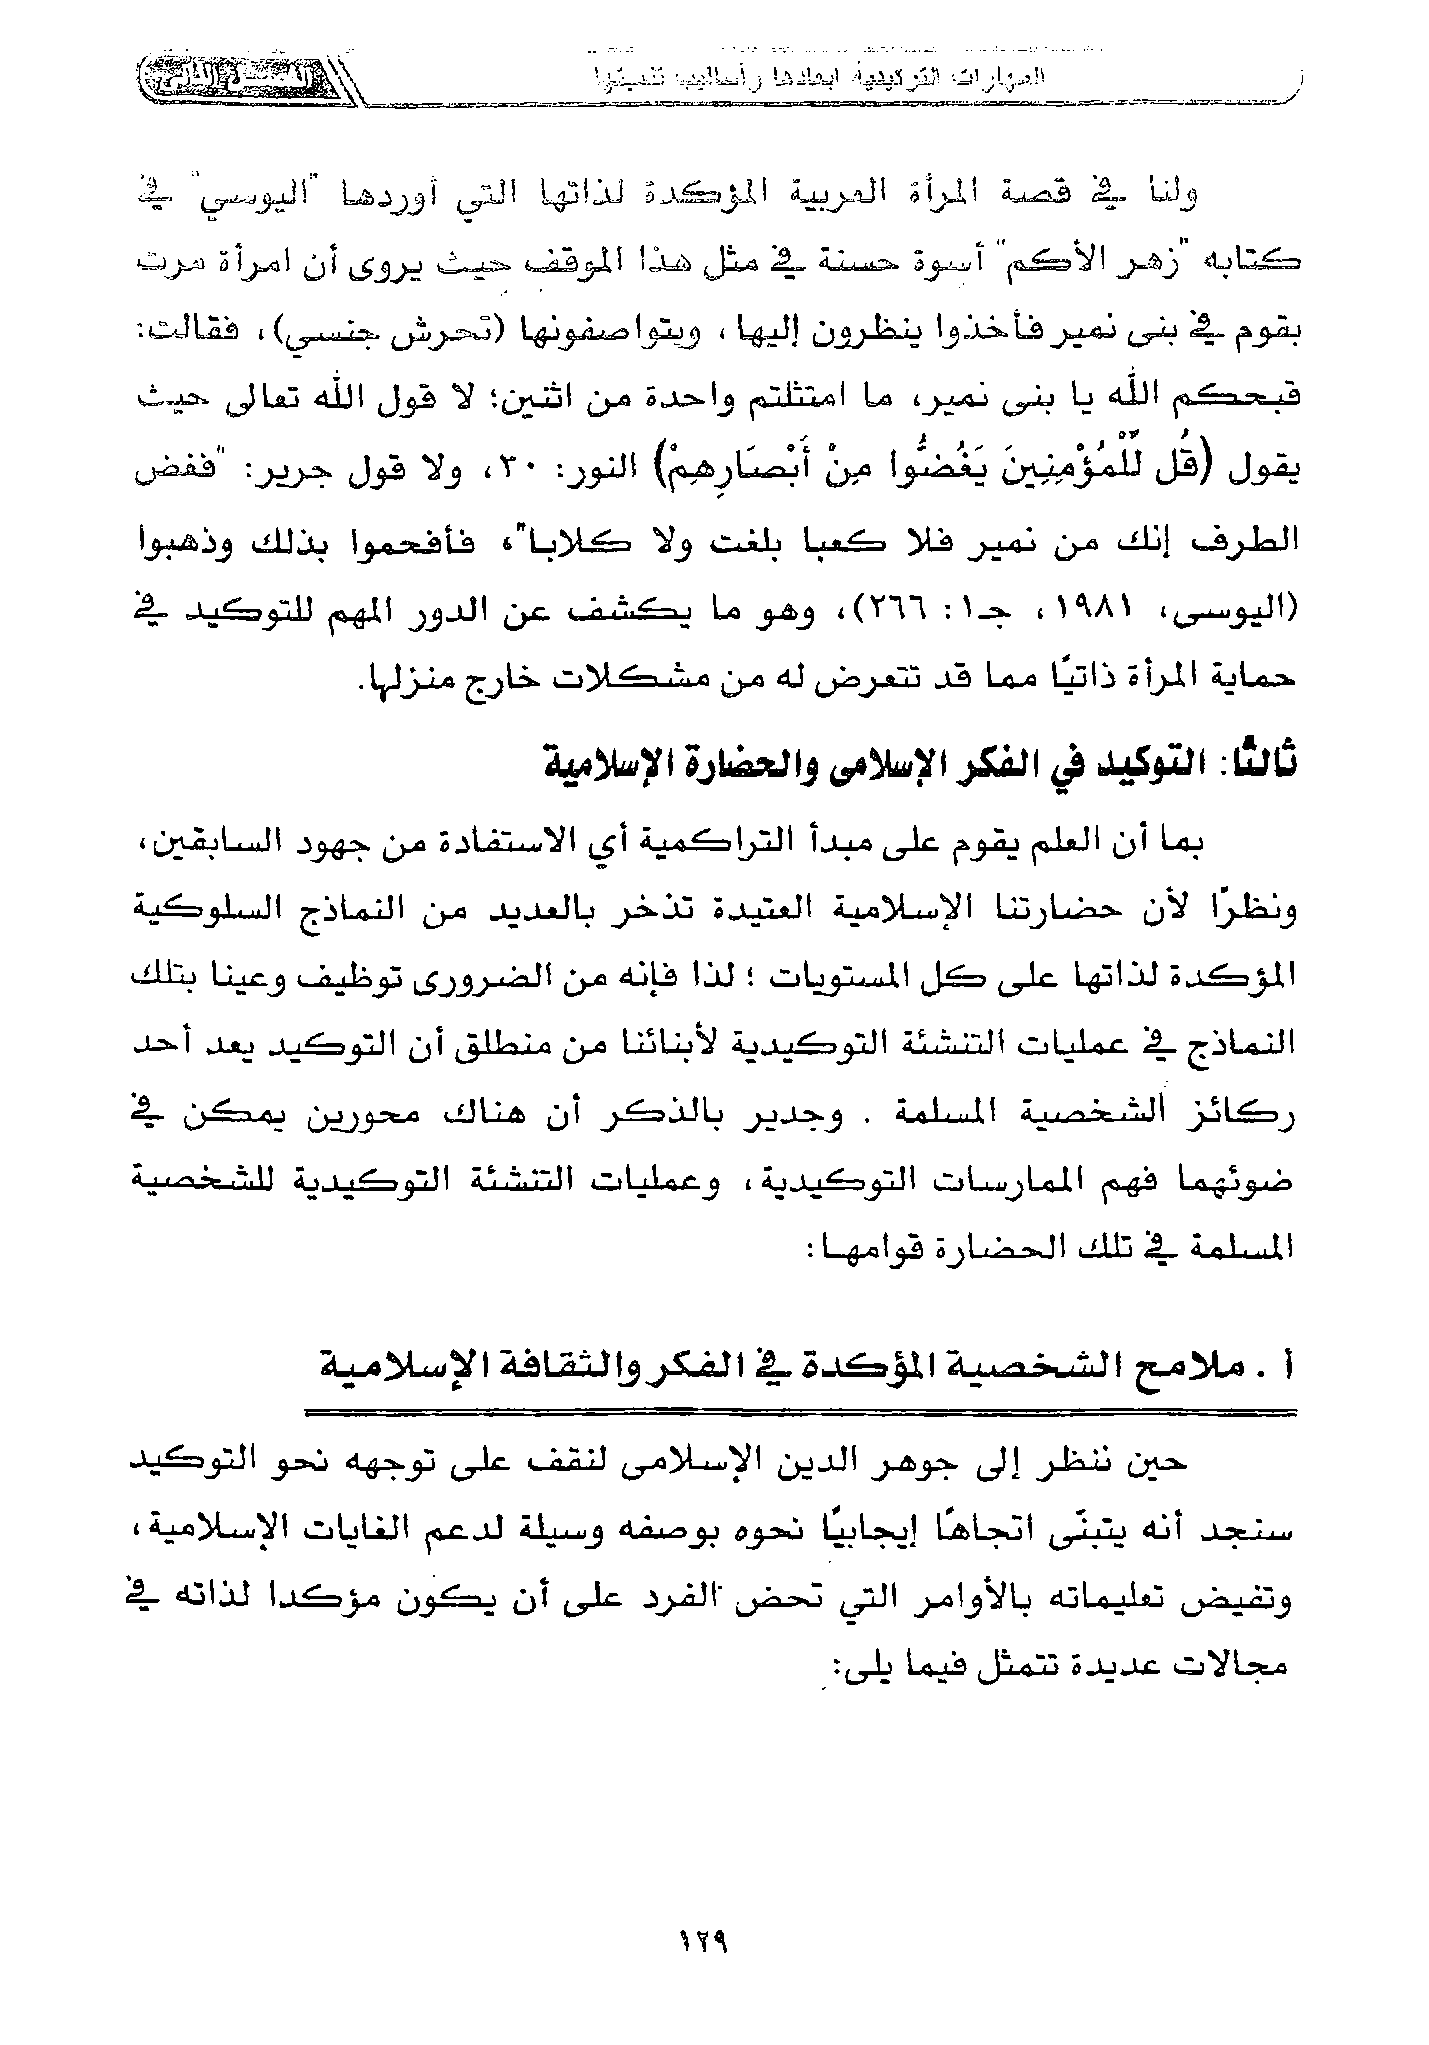 المهارات التوكيدية أبعادها وأساليب تنميتها
الفصل الثاني
ولنا في قصة المرأة العربية المؤكدة لذاتها التي أوردها "اليوسي" في
كتابه "زهر الأكم" أسوة حسنة في مثل هذا الموقف حيث يروى أن امرأة مرت
بقوم في بنى نمير فأخذوا ينظرون إليها ، ويتواصفونها (تحرش جنسي)، فقالت:
قبحكم الله يا بنى نمير، ما امتثلتم واحدة من اثنين؛ لا قول الله تعالى حيث
يقول (قُل لِّلْمُؤْمِنِينَ يَغُضُّوا مِنْ أَبْصَارِهِمْ) النور: ٣٠، ولا قول جرير: "فغض
الطرف إنك من نمير فلا كعبا بلغت ولا كلابا"، فأفحموا بذلك وذهبوا
(اليوسى، ١٩٨١، جـ١: ٢٦٦)، وهو ما يكشف عن الدور المهم للتوكيد في
حماية المرأة ذاتيًا مما قد تتعرض له من مشكلات خارج منزلها.
ثالثًا: التوكيد في الفكر الإسلامى والحضارة الإسلامية
بما أن العلم يقوم على مبدأ التراكمية أي الاستفادة من جهود السابقين،
ونظرًا لأن حضارتنا الإسلامية العتيدة تذخر بالعديد من النماذج السلوكية
المؤكدة لذاتها على كل المستويات ؛ لذا فإنه من الضرورى توظيف وعينا بتلك
النماذج في عمليات التنشئة التوكيدية لأبنائنا من منطلق أن التوكيد يعد أحد
ركائز الشخصية المسلمة . وجدير بالذكر أن هناك محورين يمكن في
ضوئهما فهم الممارسات التوكيدية، وعمليات التنشئة التوكيدية للشخصية
المسلمة في تلك الحضارة قوامها:
أ . ملامح الشخصية المؤكدة في الفكر والثقافة الإسلامية
حين ننظر إلى جوهر الدين الإسلامى لنقف على توجهه نحو التوكيد
سنجد أنه يتبنّى اتجاهًا إيجابيًا نحوه بوصفه وسيلة لدعم الغايات الإسلامية،
وتفيض تعليماته بالأوامر التي تحض الفرد على أن يكون مؤكدا لذاته في
مجالات عديدة تتمثل فيما يلى:
١٢٩